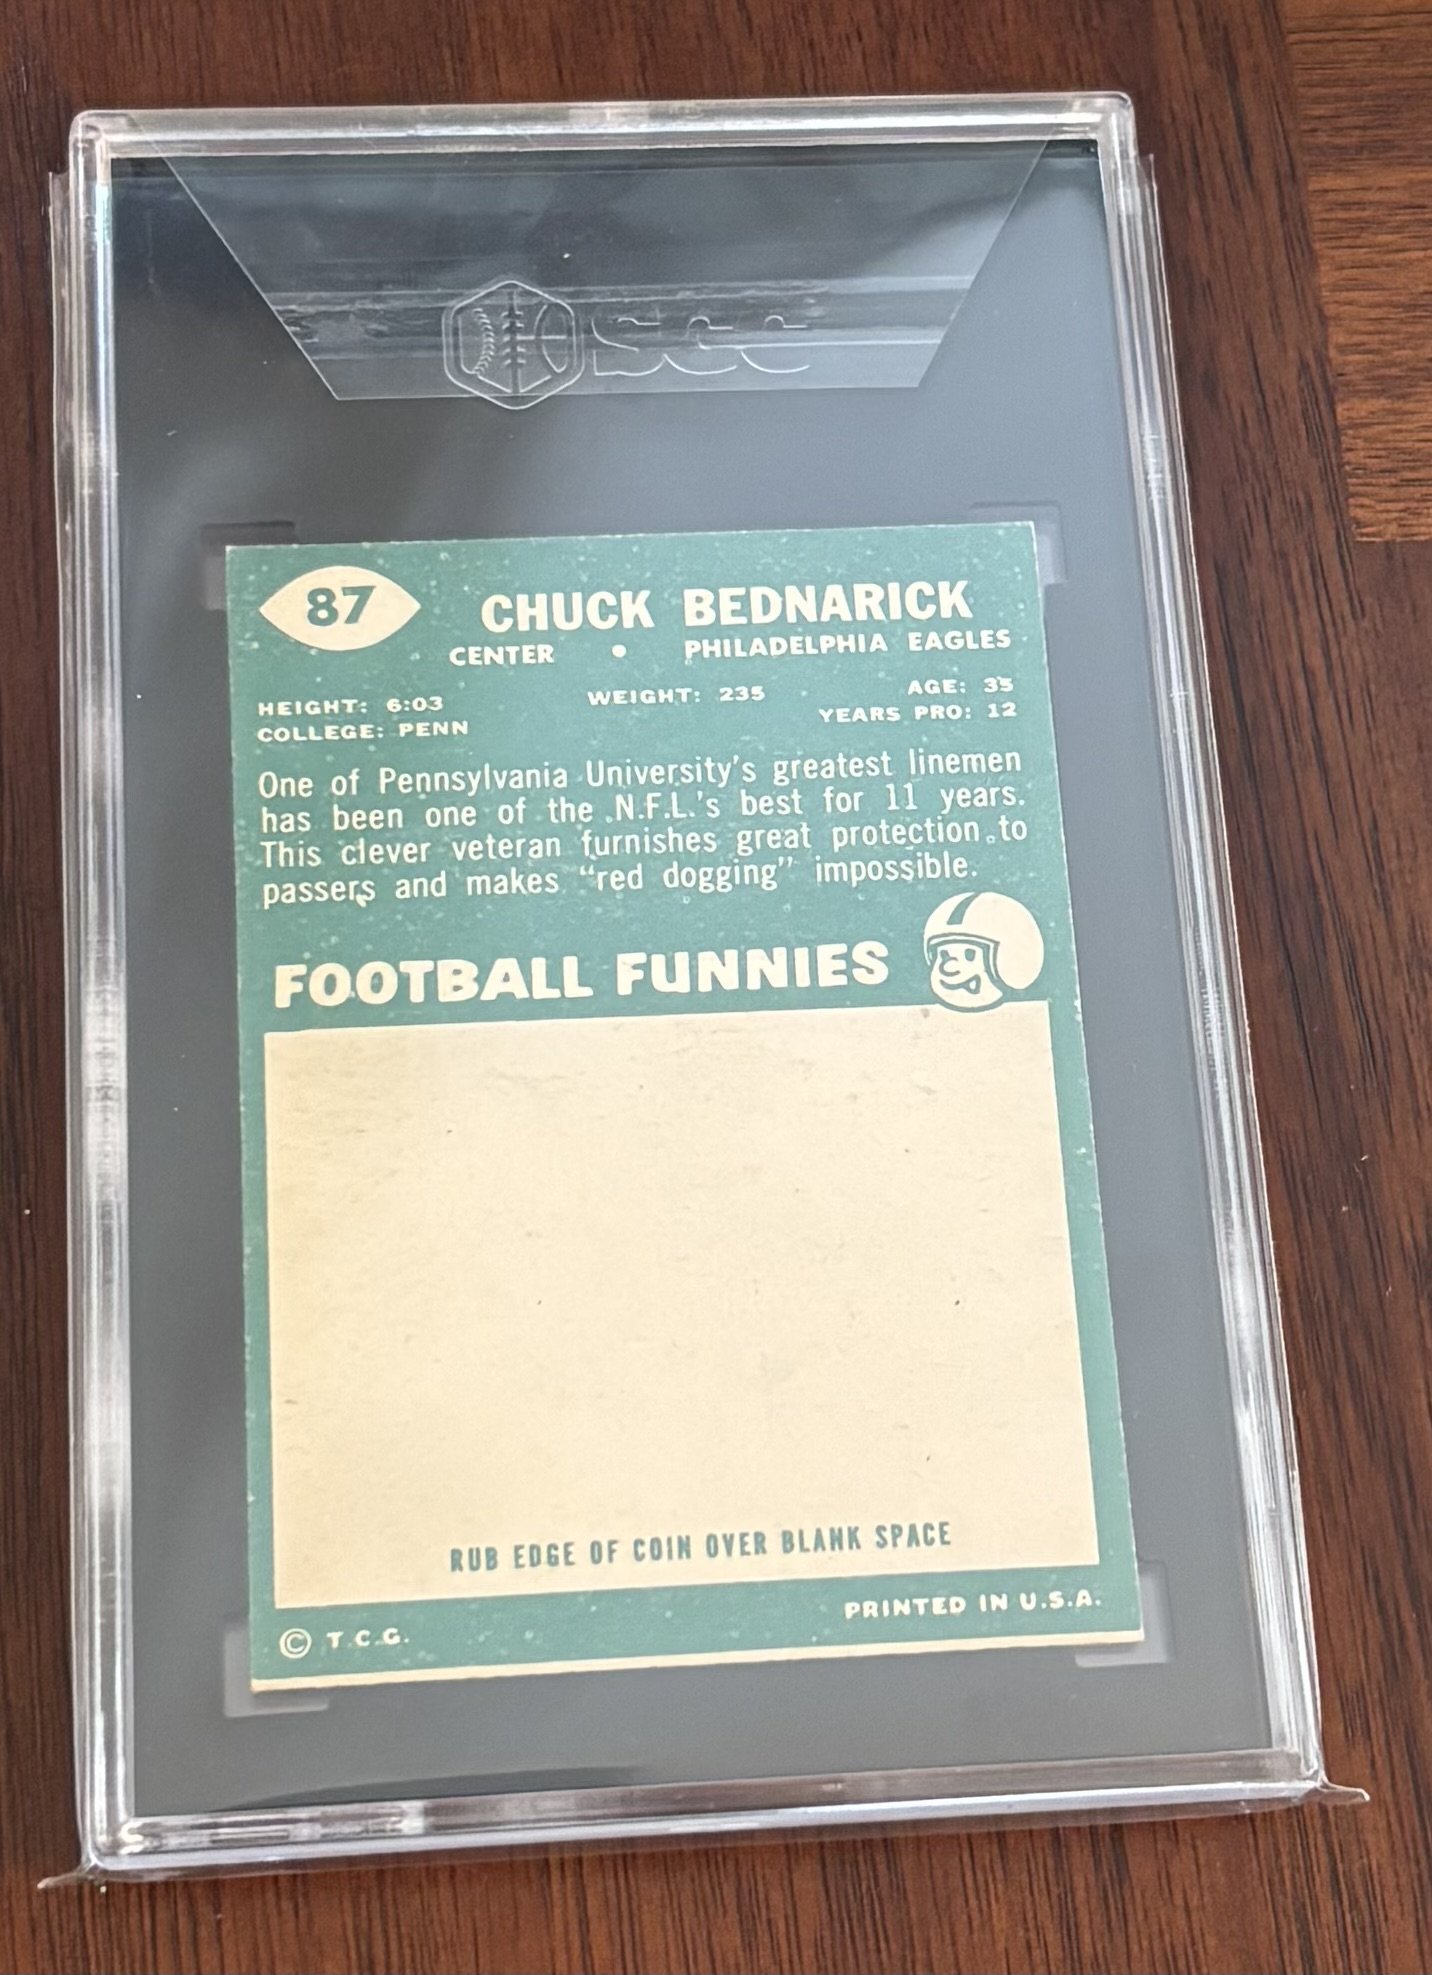 SGC
87
CHUCK BEDNARICK
CENTER • PHILADELPHIA EAGLES
HEIGHT: 6:03 WEIGHT: 235 AGE: 35
COLLEGE: PENN YEARS PRO: 12
One of Pennsylvania University's greatest linemen
has been one of the N.F.L.'s best for 11 years.
This clever veteran furnishes great protection to
passers and makes “red dogging” impossible.
FOOTBALL FUNNIES
RUB EDGE OF COIN OVER BLANK SPACE
© T.C.G. PRINTED IN U.S.A.